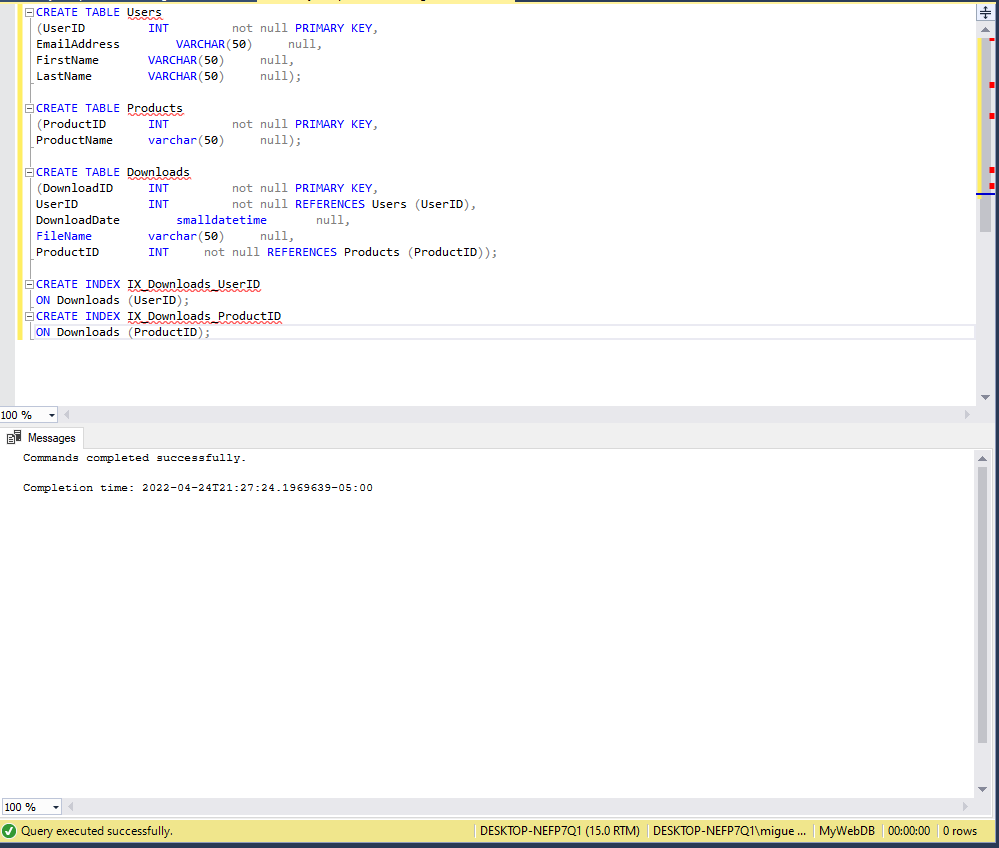 CREATE TABLE Users
(UserID INT not null PRIMARY KEY,
EmailAddress VARCHAR(50) null,
FirstName VARCHAR(50) null,
LastName VARCHAR(50) null);
CREATE TABLE Products
(ProductID INT not null PRIMARY KEY,
ProductName varchar(50) null);
CREATE TABLE Downloads
(DownloadID INT not null PRIMARY KEY,
UserID INT not null REFERENCES Users (UserID),
DownloadDate smalldatetime null,
FileName varchar(50) null,
ProductID INT not null REFERENCES Products (ProductID));
CREATE INDEX IX_Downloads_UserID
ON Downloads (UserID);
CREATE INDEX IX_Downloads_ProductID
ON Downloads (ProductID);
100 %
Messages
Commands completed successfully.
Completion time: 2022-04-24T21:27:24.1969639-05:00
100 %
Query executed successfully. DESKTOP-NEFP7Q1 (15.0 RTM) DESKTOP-NEFP7Q1\migue ... MyWebDB 00:00:00 0 rows